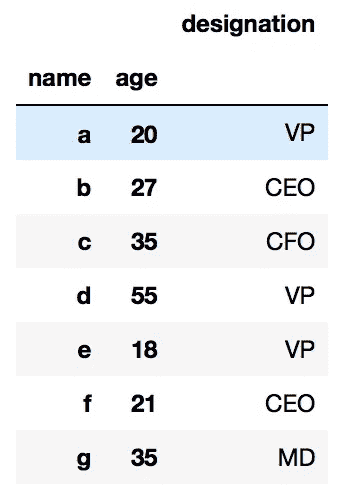 designation
name age
a 20 VP
b 27 CEO
c 35 CFO
d 55 VP
e 18 VP
f 21 CEO
g 35 MD